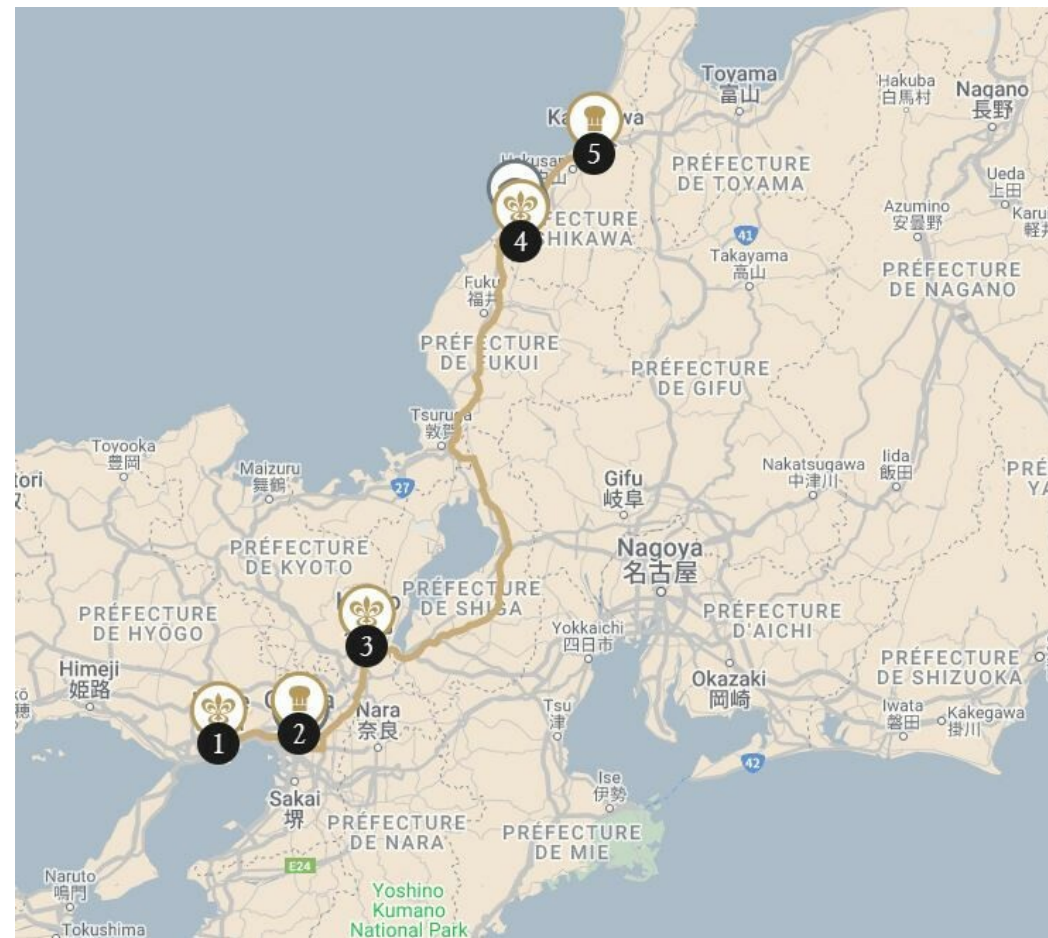 Toyama
富山
Hakuba
白馬村
Nagano
長野
5
PRÉFECTURE
DE TOYAMA
Ueda
上田
Azumino
安曇野
4
41
Takayama
高山
PRÉFECTURE
DE NAGANO
福井
PRÉFECTURE
DE FUKUI
PRÉFECTURE
DE GIFU
Tsuruga
敦賀
Toyooka
豊岡
Maizuru
舞鶴
27
Gifu
岐阜
Nakatsugawa
中津川
Iida
飯田
PRÉFECTURE
DE KYOTO
Nagoya
名古屋
PRÉFECTURE
DE SHIGA
PRÉFECTURE
DE HYŌGO
3
Yokkaichi
四日市
PRÉFECTURE
D'AICHI
Himeji
姫路
Okazaki
岡崎
PRÉFECTURE
DE SHIZUOKA
1
2
Nara
奈良
Tsu
津
Iwata
磐田
Kakegawa
掛川
42
Sakai
堺
Ise
伊勢
PRÉFECTURE
DE NARA
PRÉFECTURE
DE MIE
E24
Naruto
鳴門
Yoshino
Kumano
National Park
Tokushima